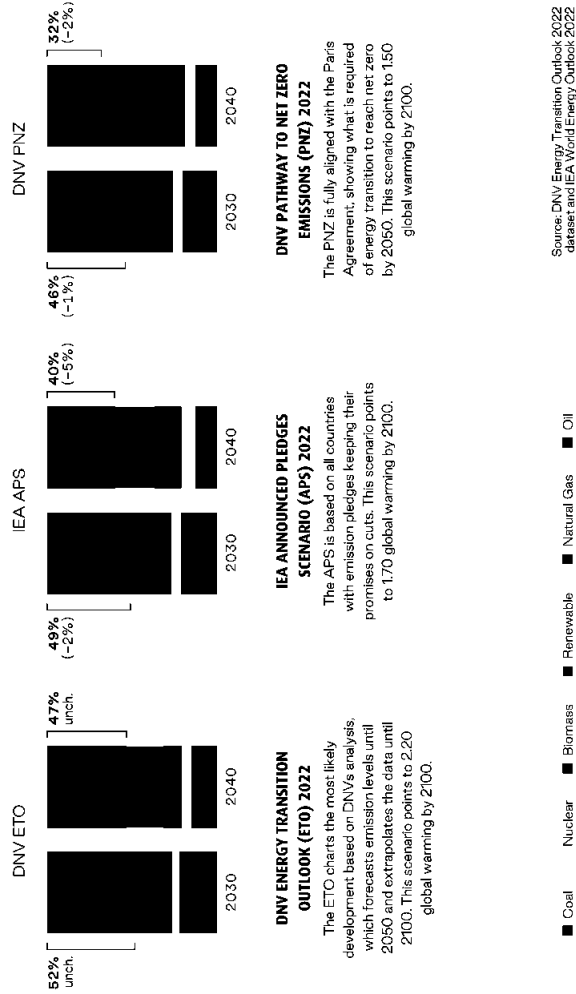 DNV ETO
52%
unch.
47%
unch.
2030
2040
DNV ENERGY TRANSITION
OUTLOOK (ETO) 2022
The ETO charts the most likely
development based on DNVs analysis,
which forecasts emission levels until
2050 and extrapolates the data until
2100. This scenario points to 2.20
global warming by 2100.
IEA APS
49%
(-2%)
40%
(-5%)
2030
2040
IEA ANNOUNCED PLEDGES
SCENARIO (APS) 2022
The APS is based on all countries
with emission pledges keeping their
promises on cuts. This scenario points
to 1.70 global warming by 2100.
DNV PNZ
46%
(-1%)
32%
(-2%)
2030
2040
DNV PATHWAY TO NET ZERO
EMISSIONS (PNZ) 2022
The PNZ is fully aligned with the Paris
Agreement, showing what is required
of energy transition to reach net zero
by 2050. This scenario points to 1.50
global warming by 2100.
Coal Nuclear Biomass Renewable Natural Gas Oil
Source: DNV Energy Transition Outlook 2022
dataset and IEA World Energy Outlook 2022